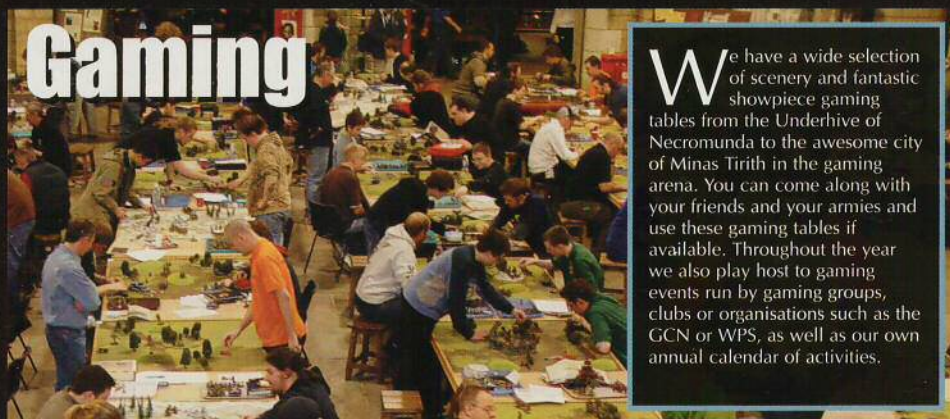 Gaming
We have a wide selection
of scenery and fantastic
showpiece gaming
tables from the Underhive of
Necromunda to the awesome city
of Minas Tirith in the gaming
arena. You can come along with
your friends and your armies and
use these gaming tables if
available. Throughout the year
we also play host to gaming
events run by gaming groups,
clubs or organisations such as the
GCN or WPS, as well as our own
annual calendar of activities.